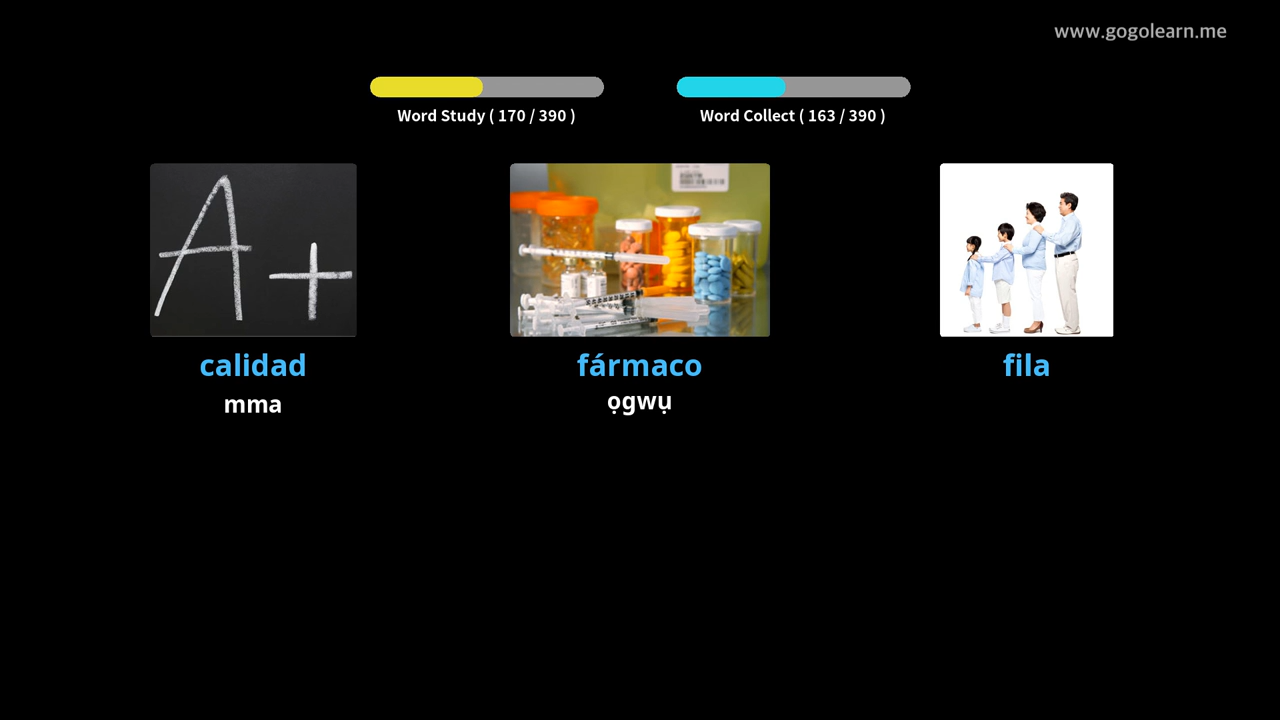 www.gogolearn.me
Word Study ( 170 / 390 )
Word Collect ( 163 / 390 )
A+
calidad
fármaco
fila
mma
ọgwụ